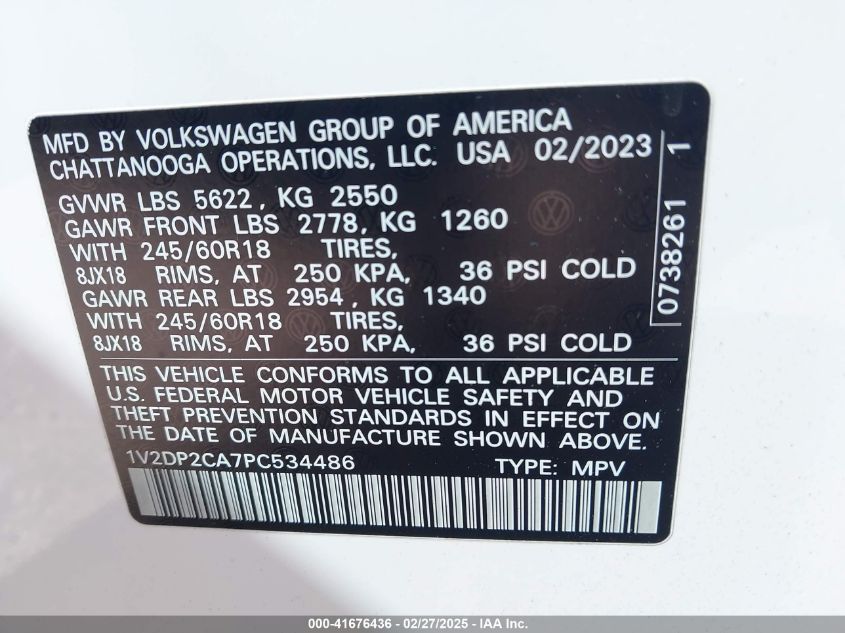 MFD BY VOLKSWAGEN GROUP OF AMERICA
CHATTANOOGA OPERATIONS, LLC. USA 02/2023
GVWR LBS 5622, KG 2550
GAWR FRONT LBS 2778, KG 1260
WITH 245/60R18 TIRES,
8JX18 RIMS, AT 250 KPA, 36 PSI COLD
GAWR REAR LBS 2954, KG 1340
WITH 245/60R18 TIRES,
8JX18 RIMS, AT 250 KPA, 36 PSI COLD
THIS VEHICLE CONFORMS TO ALL APPLICABLE
U.S. FEDERAL MOTOR VEHICLE SAFETY AND
THEFT PREVENTION STANDARDS IN EFFECT ON
THE DATE OF MANUFACTURE SHOWN ABOVE.
1V2DP2CA7PC534486 TYPE: MPV
0738261 1
000-41676436 - 02/27/2025 - IAA Inc.